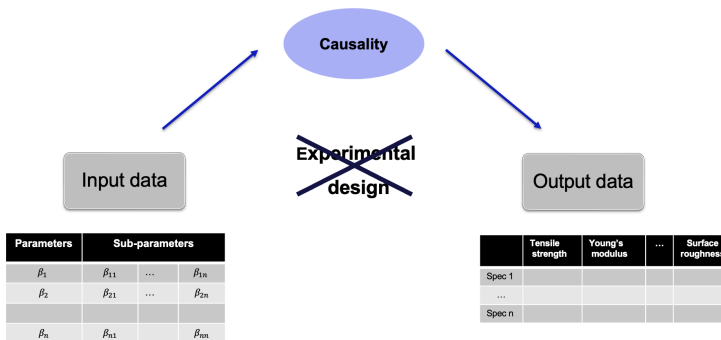 Causality
Experimental
design
Input data
Output data
Parameters Sub-parameters
β₁ β₁₁ … β₁ₙ
β₂ β₂₁ … β₂ₙ
βₙ βₙ₁ βₙₙ
Tensile strength Young's modulus … Surface roughness
Spec 1
…
Spec n